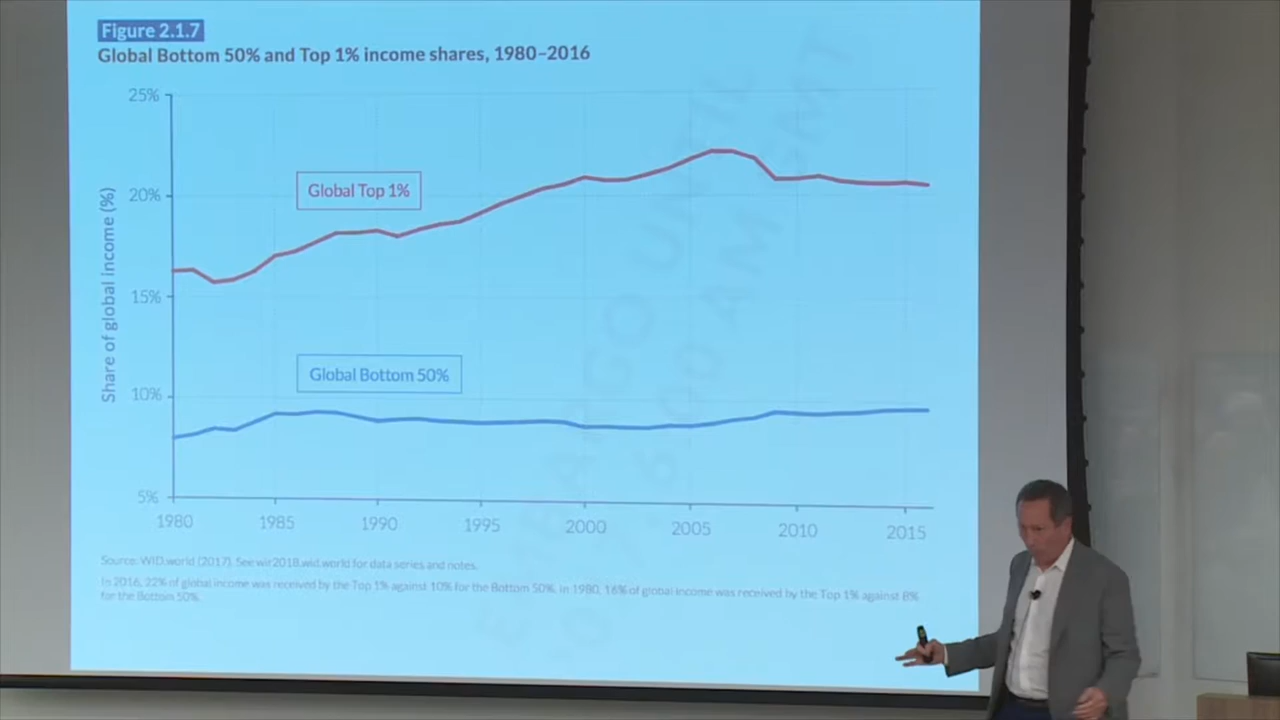 Figure 2.1.7
Global Bottom 50% and Top 1% income shares, 1980–2016
25%
20%
15%
10%
5%
Share of global income (%)
Global Top 1%
Global Bottom 50%
1980
1985
1990
1995
2000
2005
2010
2015
Source: WID.world (2017). See wir2018.wid.world for data series and notes.
In 2016, 22% of global income was received by the Top 1% against 10% for the Bottom 50%. In 1980, 16% of global income was received by the Top 1% against 8%
for the Bottom 50%.